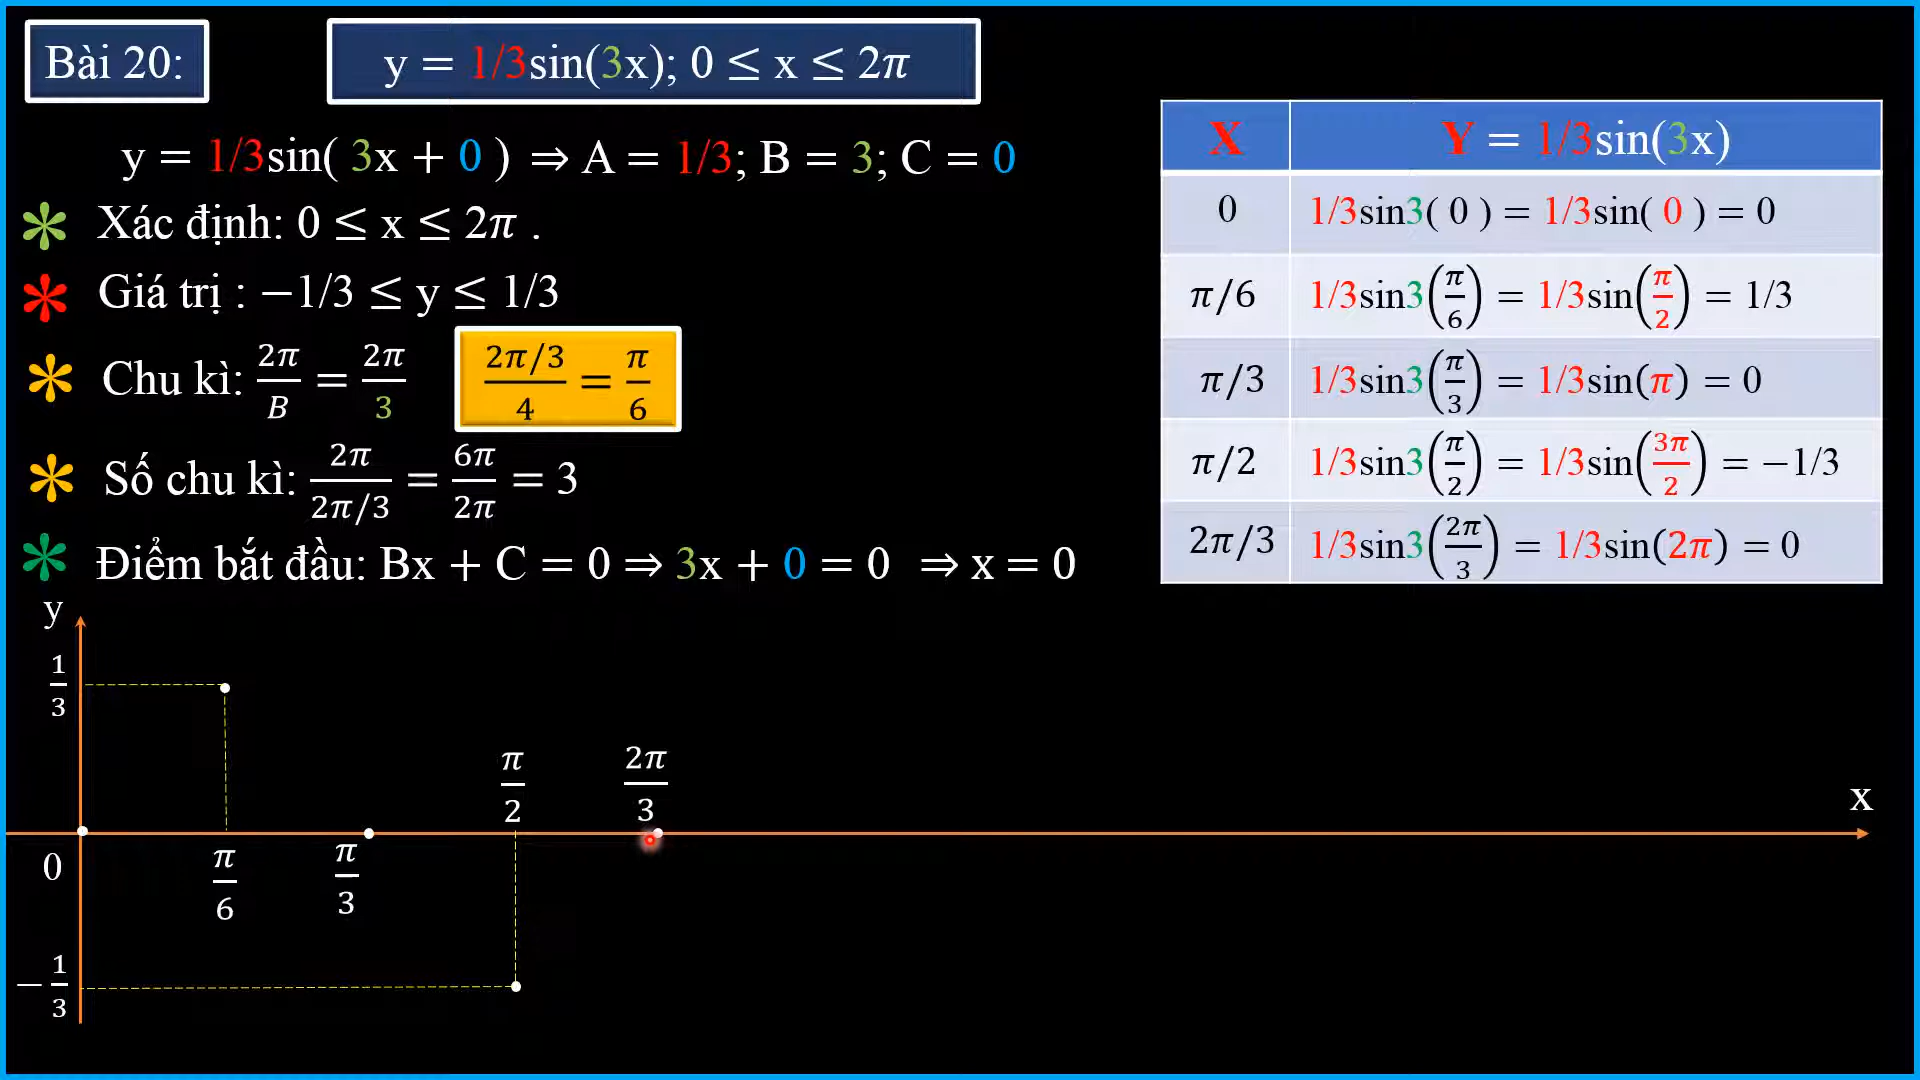 Bài 20:
y = 1/3sin(3x); 0 ≤ x ≤ 2π
y = 1/3sin( 3x + 0 ) ⇒ A = 1/3; B = 3; C = 0
Xác định: 0 ≤ x ≤ 2π .
Giá trị : −1/3 ≤ y ≤ 1/3
Chu kì: 2π/B = 2π/3
(2π/3)/4 = π/6
Số chu kì: 2π/(2π/3) = 6π/2π = 3
Điểm bắt đầu: Bx + C = 0 ⇒ 3x + 0 = 0 ⇒ x = 0
X Y = 1/3sin(3x)
0 1/3sin3( 0 ) = 1/3sin( 0 ) = 0
π/6 1/3sin3(π/6) = 1/3sin(π/2) = 1/3
π/3 1/3sin3(π/3) = 1/3sin(π) = 0
π/2 1/3sin3(π/2) = 1/3sin(3π/2) = −1/3
2π/3 1/3sin3(2π/3) = 1/3sin(2π) = 0
y
1/3
π/2 2π/3
x
0 π/6 π/3
−1/3